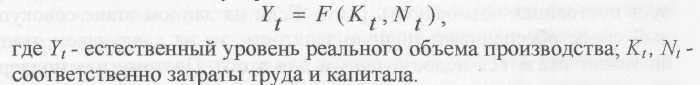 Y_t = F ( K_t , N_t ) ,
где Y_t - естественный уровень реального объема производства; K_t, N_t -
соответственно затраты труда и капитала.